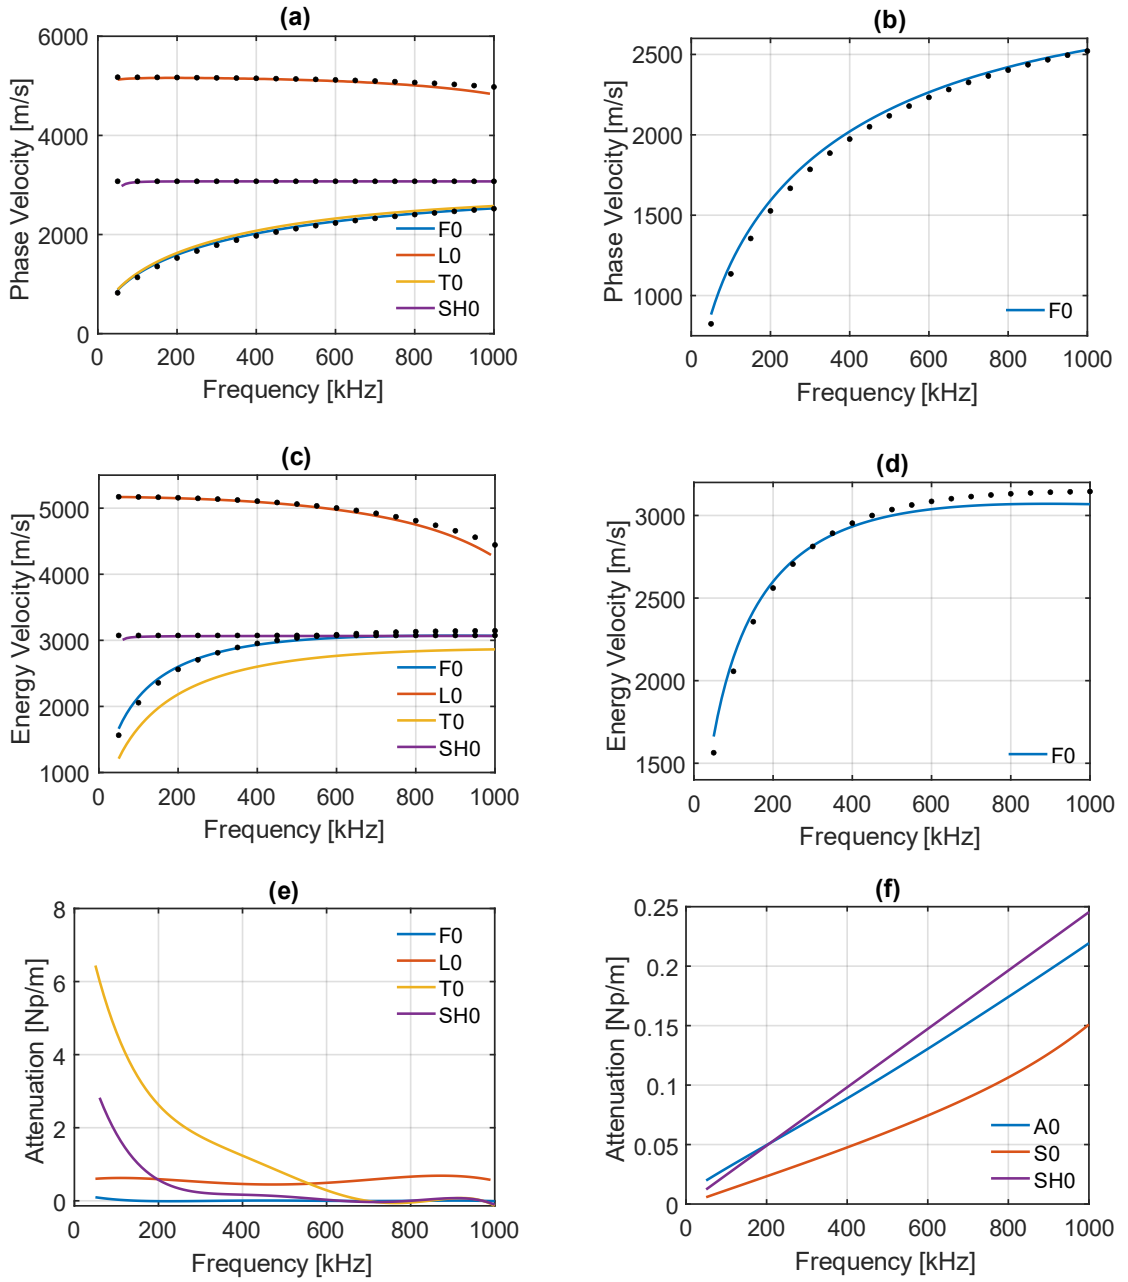 (a)
6000
4000
2000
0
Phase Velocity [m/s]
F0
L0
T0
SH0
0 200 400 600 800 1000
Frequency [kHz]
(b)
2500
2000
1500
1000
Phase Velocity [m/s]
F0
0 200 400 600 800 1000
Frequency [kHz]
(c)
5000
4000
3000
2000
1000
Energy Velocity [m/s]
F0
L0
T0
SH0
0 200 400 600 800 1000
Frequency [kHz]
(d)
3000
2500
2000
1500
Energy Velocity [m/s]
F0
0 200 400 600 800 1000
Frequency [kHz]
(e)
8
6
4
2
0
Attenuation [Np/m]
F0
L0
T0
SH0
0 200 400 600 800 1000
Frequency [kHz]
(f)
0.25
0.2
0.15
0.1
0.05
0
Attenuation [Np/m]
A0
S0
SH0
0 200 400 600 800 1000
Frequency [kHz]